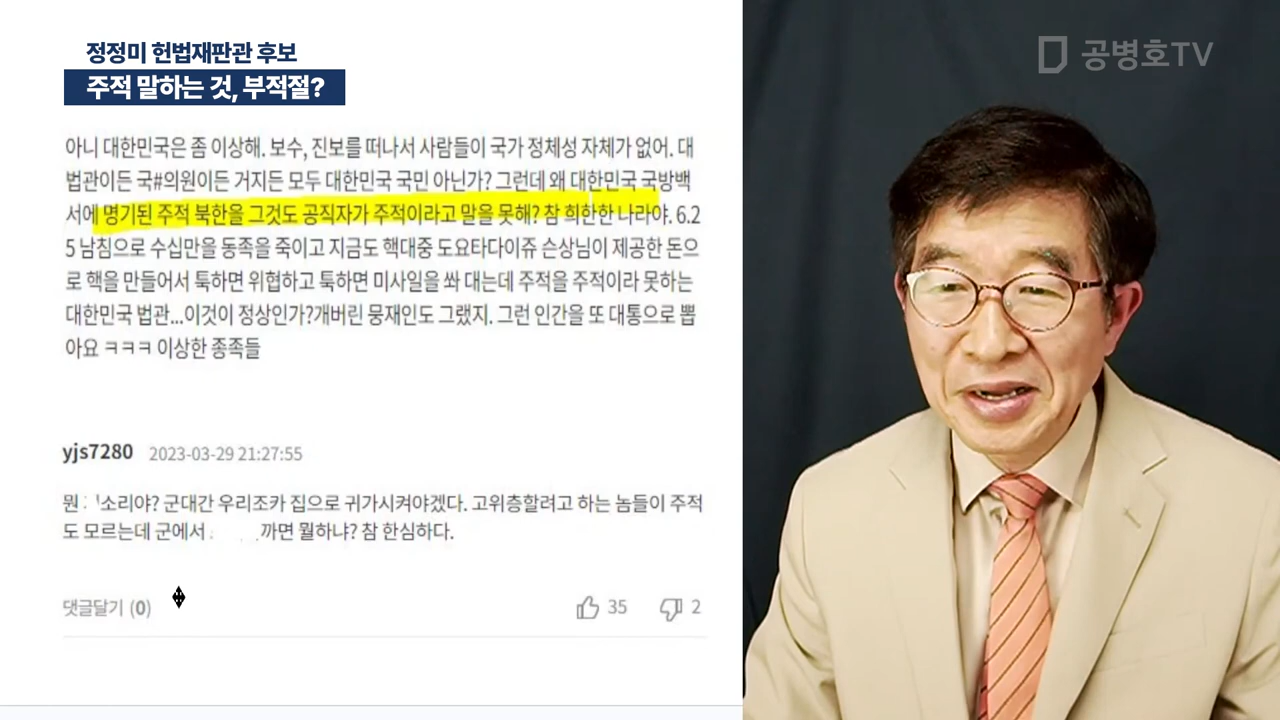 정정미 헌법재판관 후보
주적 말하는 것, 부적절?
공병호TV
아니 대한민국은 좀 이상해. 보수, 진보를 떠나서 사람들이 국가 정체성 자체가 없어. 대
법관이든 국#의원이든 거지든 모두 대한민국 국민 아닌가? 그런데 왜 대한민국 국방백
서에 명기된 주적 북한을 그것도 공직자가 주적이라고 말을 못해? 참 희한한 나라야. 6.2
5 남침으로 수십만을 동족을 죽이고 지금도 핵대중 도요타다이쥬 슨상님이 제공한 돈으
로 핵을 만들어서 툭하면 위협하고 툭하면 미사일을 쏴 대는데 주적을 주적이라 못하는
대한민국 법관...이것이 정상인가?개버린 뭉재인도 그랬지. 그런 인간을 또 대통으로 뽑
아요 ㅋㅋㅋ 이상한 종족들
yjs7280 2023-03-29 21:27:55
뭔 소리야? 군대간 우리조카 집으로 귀가시켜야겠다. 고위층할려고 하는 놈들이 주적
도 모르는데 군에서 까면 뭘하냐? 참 한심하다.
댓글달기 (0) 35 2